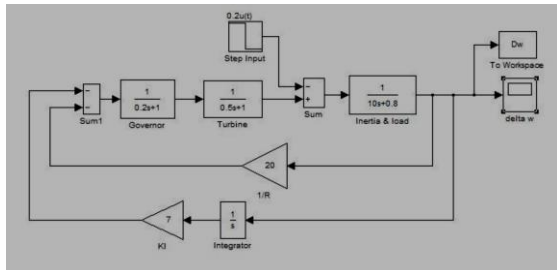 0.2u(t)
Step Input
Dw
To Workspace
1
0.2s+1
Governor
1
0.5s+1
Turbine
Sum1
Sum
1
10s+0.8
Inertia & load
delta w
20
1/R
7
KI
1
s
Integrator